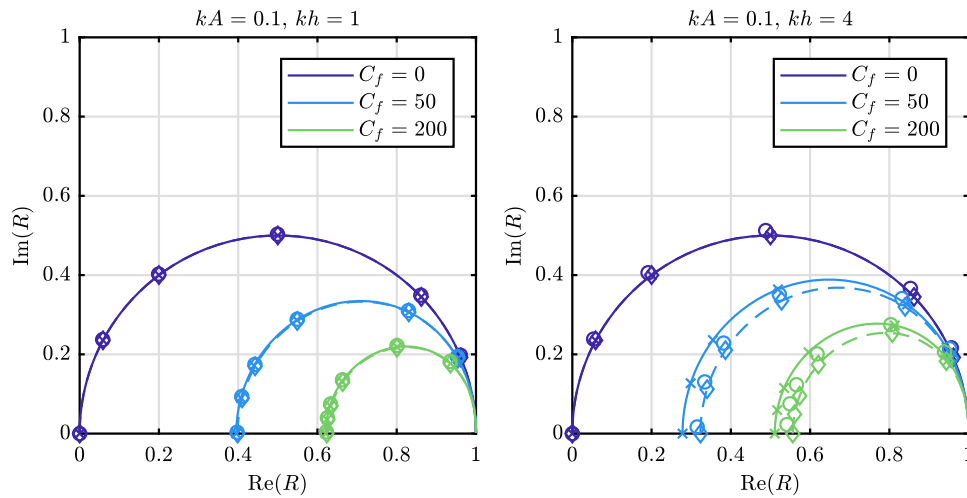 kA = 0.1, kh = 1
1
0.8
0.6
0.4
0.2
0
Im(R)
C_f = 0
C_f = 50
C_f = 200
0 0.2 0.4 0.6 0.8 1
Re(R)
kA = 0.1, kh = 4
1
0.8
0.6
0.4
0.2
0
Im(R)
C_f = 0
C_f = 50
C_f = 200
0 0.2 0.4 0.6 0.8 1
Re(R)